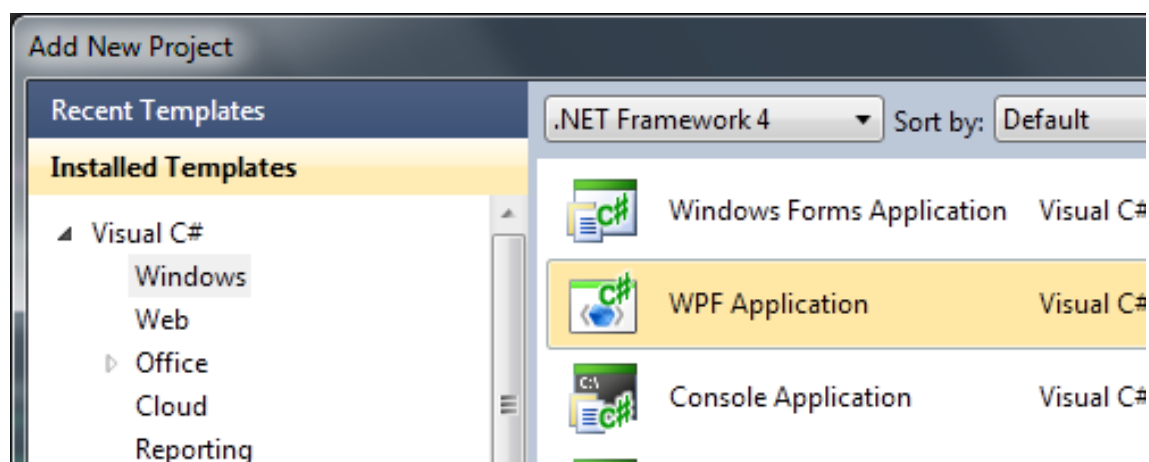 Add New Project
Recent Templates
Installed Templates
Visual C#
Windows
Web
Office
Cloud
Reporting
.NET Framework 4 Sort by: Default
Windows Forms Application Visual C#
WPF Application Visual C#
Console Application Visual C#